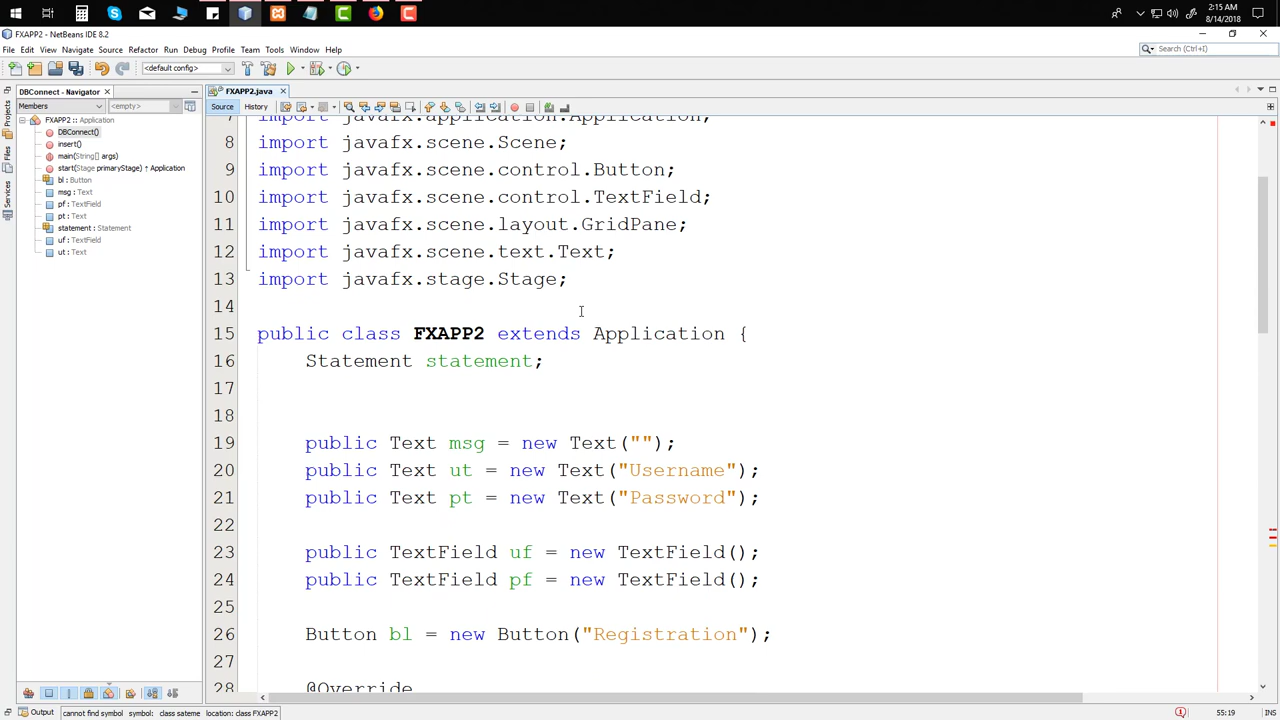 2:15 AM
8/14/2018
FXAPP2 - NetBeans IDE 8.2
File Edit View Navigate Source Refactor Run Debug Profile Team Tools Window Help
Search (Ctrl+I)
<default config>
DBConnect - Navigator
FXAPP2.java
Members
<empty>
Source History
FXAPP2 :: Application
DBConnect()
insert()
main(String[] args)
start(Stage primaryStage) ↑ Application
bl : Button
msg : Text
pf : TextField
pt : Text
statement : Statement
uf : TextField
ut : Text
Projects
Files
Services
7 import javafx.application.Application;
8 import javafx.scene.Scene;
9 import javafx.scene.control.Button;
10 import javafx.scene.control.TextField;
11 import javafx.scene.layout.GridPane;
12 import javafx.scene.text.Text;
13 import javafx.stage.Stage;
14
15 public class FXAPP2 extends Application {
16 Statement statement;
17
18
19 public Text msg = new Text("");
20 public Text ut = new Text("Username");
21 public Text pt = new Text("Password");
22
23 public TextField uf = new TextField();
24 public TextField pf = new TextField();
25
26 Button bl = new Button("Registration");
27
28 @Override
Output
cannot find symbol symbol: class sateme location: class FXAPP2
55:19
INS